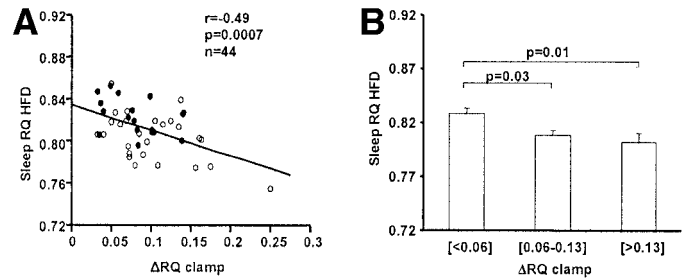 A
r=-0.49
p=0.0007
n=44
Sleep RQ HFD
0.92
0.88
0.84
0.80
0.76
0.72
0 0.05 0.1 0.15 0.2 0.25 0.3
ΔRQ clamp
B
Sleep RQ HFD
0.92
0.87
0.82
0.77
0.72
p=0.01
p=0.03
[<0.06] [0.06-0.13] [>0.13]
ΔRQ clamp